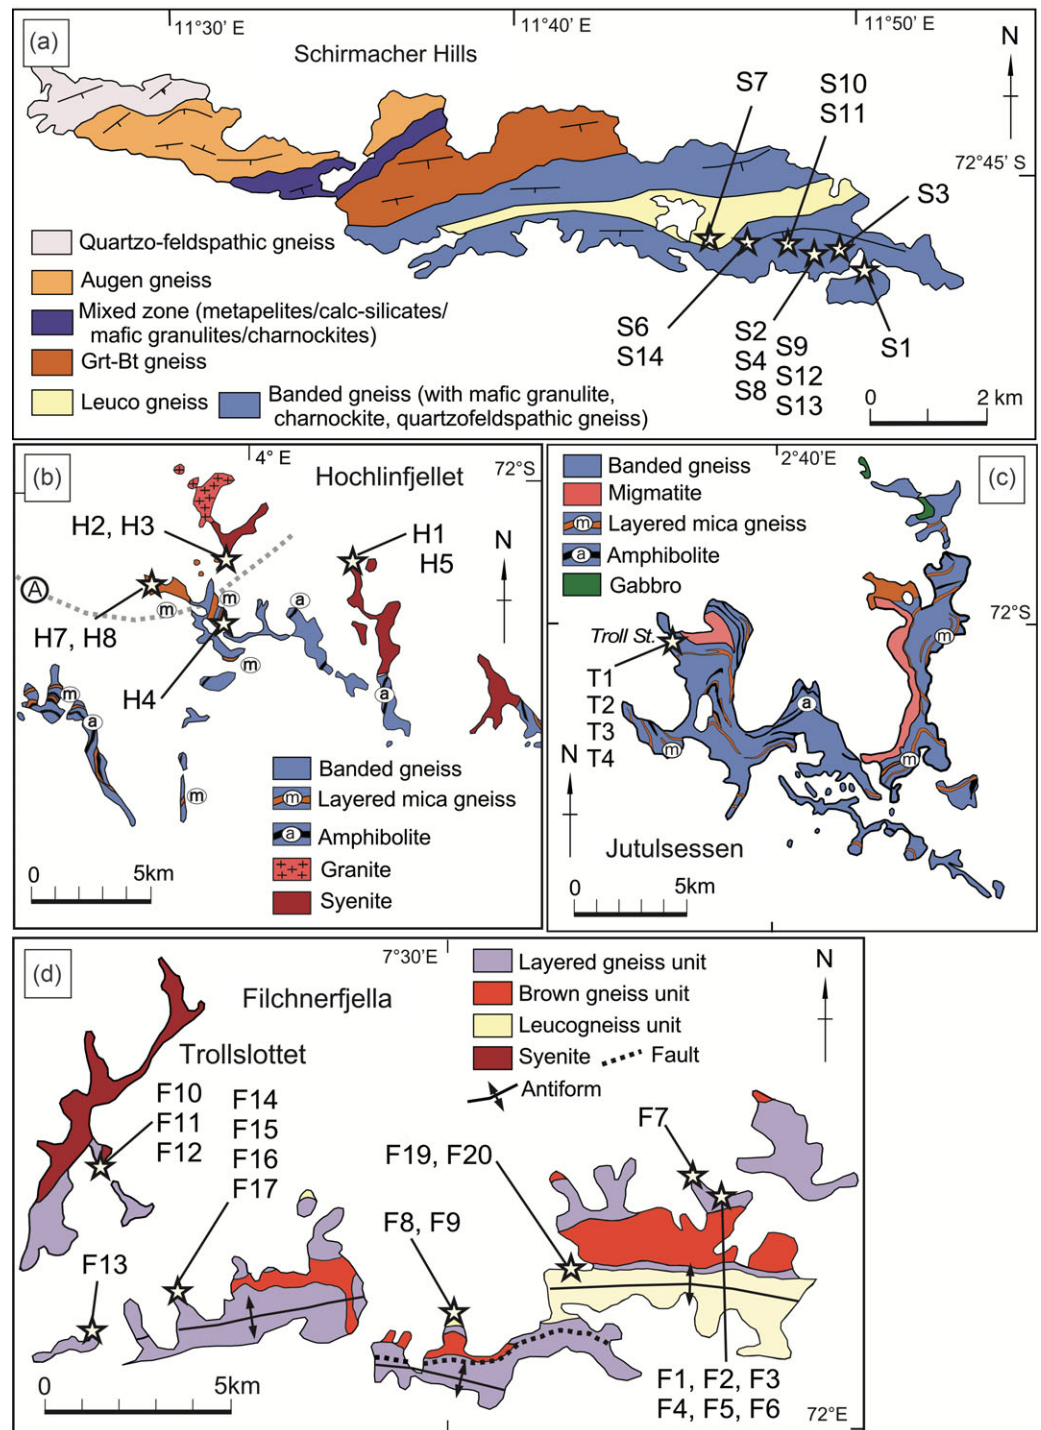 (a)
11°30' E
11°40' E
11°50' E
Schirmacher Hills
N
S7
S10
S11
72°45' S
S3
Quartzo-feldspathic gneiss
Augen gneiss
Mixed zone (metapelites/calc-silicates/
mafic granulites/charnockites)
Grt-Bt gneiss
Leuco gneiss
Banded gneiss (with mafic granulite,
charnockite, quartzofeldspathic gneiss)
S6
S14
S2
S4
S8
S9
S12
S13
S1
0 2 km
(b)
4° E
Hochlinfjellet
72°S
H2, H3
H1
H5
N
A
m
m
a
H7, H8
m
H4
m
a
a
m
Banded gneiss
m Layered mica gneiss
a Amphibolite
Granite
Syenite
0 5km
(c)
2°40' E
Banded gneiss
Migmatite
m Layered mica gneiss
a Amphibolite
Gabbro
72°S
Troll St.
m
T1
T2
T3
T4
a
m
m
N
Jutulsessen
0 5km
(d)
7°30'E
N
Filchnerfjella
Layered gneiss unit
Brown gneiss unit
Leucogneiss unit
Syenite
Fault
Antiform
Trollslottet
F10
F11
F12
F14
F15
F16
F17
F7
F19, F20
F8, F9
F13
0 5km
F1, F2, F3
F4, F5, F6
72°E